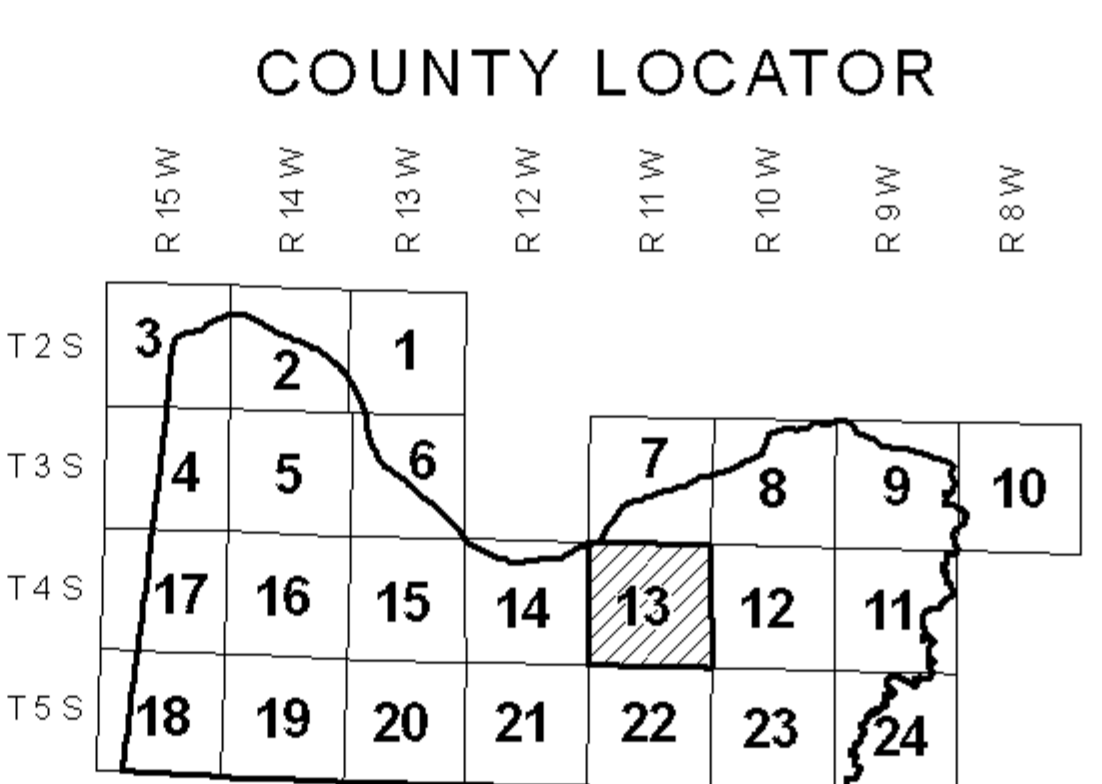 COUNTY LOCATOR
R 15 W R 14 W R 13 W R 12 W R 11 W R 10 W R 9 W R 8 W
T 2 S 3 2 1
T 3 S 4 5 6 7 8 9 10
T 4 S 17 16 15 14 13 12 11
T 5 S 18 19 20 21 22 23 24